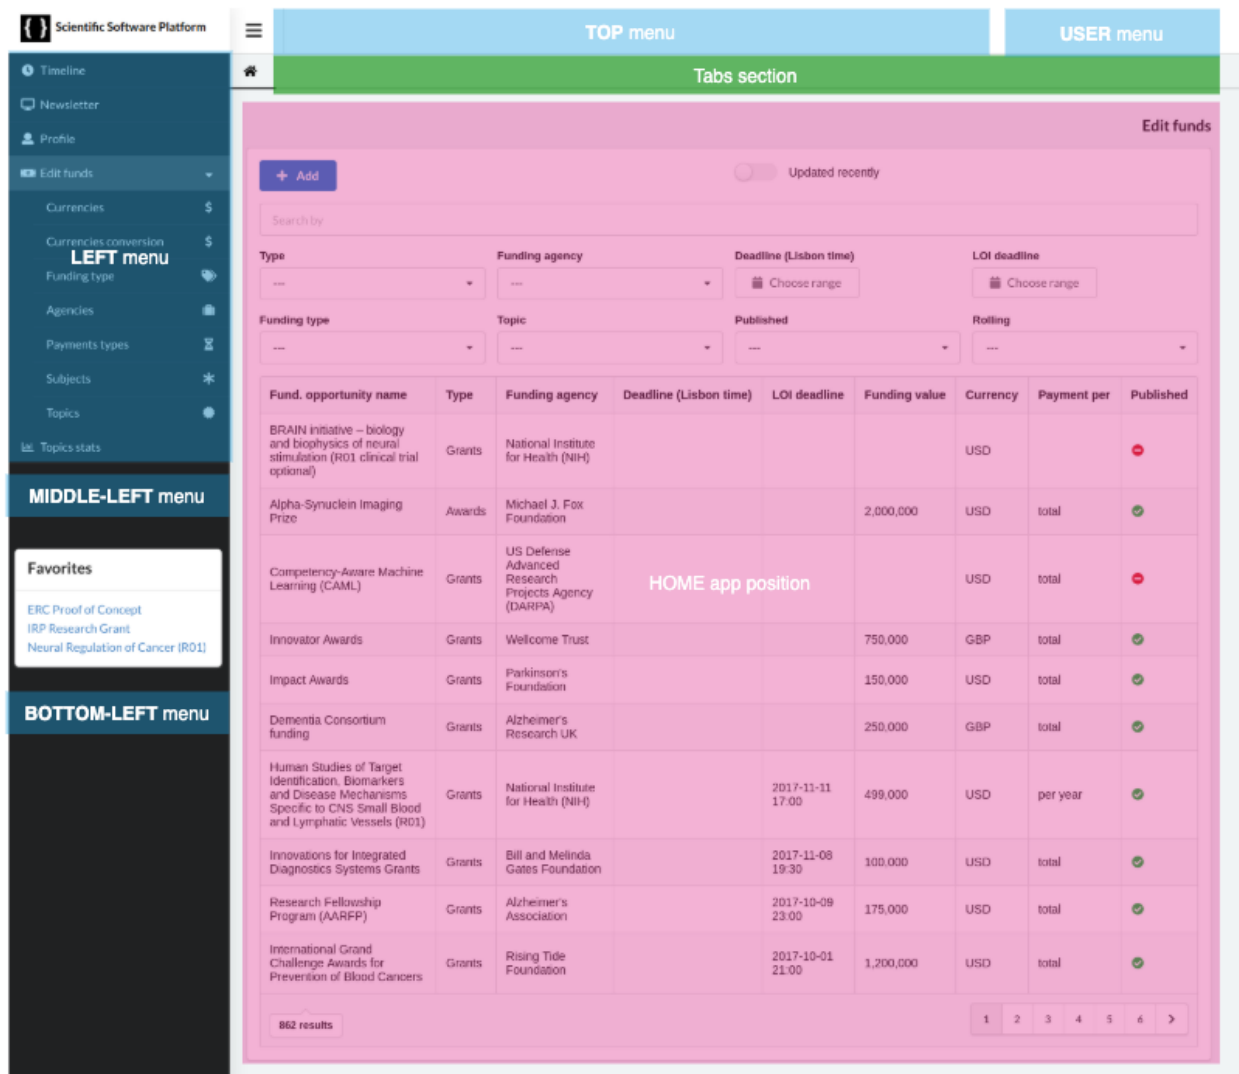 { } Scientific Software Platform
TOP menu
USER menu
Tabs section
Timeline
Newsletter
Profile
Edit funds
Currencies $
Currencies conversion $
LEFT menu
Funding type
Agencies
Payments types
Subjects
Topics
Topics stats
MIDDLE-LEFT menu
Favorites
ERC Proof of Concept
IRP Research Grant
Neural Regulation of Cancer (R01)
BOTTOM-LEFT menu
Edit funds
+ Add
Updated recently
Search by
Type Funding agency Deadline (Lisbon time) LOI deadline
--- --- Choose range Choose range
Funding type Topic Published Rolling
--- --- --- ---
Fund. opportunity name Type Funding agency Deadline (Lisbon time) LOI deadline Funding value Currency Payment per Published
BRAIN initiative – biology
and biophysics of neural
stimulation (R01 clinical trial
optional)
Grants
National Institute
for Health (NIH)
USD
Alpha-Synuclein Imaging
Prize
Awards
Michael J. Fox
Foundation
2,000,000
USD
total
Competency-Aware Machine
Learning (CAML)
Grants
US Defense
Advanced
Research
Projects Agency
(DARPA)
HOME app position
USD
total
Innovator Awards Grants Wellcome Trust 750,000 GBP total
Impact Awards
Grants
Parkinson's
Foundation
150,000
USD
total
Dementia Consortium
funding
Grants
Alzheimer's
Research UK
250,000
GBP
total
Human Studies of Target
Identification, Biomarkers
and Disease Mechanisms
Specific to CNS Small Blood
and Lymphatic Vessels (R01)
Grants
National Institute
for Health (NIH)
2017-11-11
17:00
499,000
USD
per year
Innovations for Integrated
Diagnostics Systems Grants
Grants
Bill and Melinda
Gates Foundation
2017-11-08
19:30
100,000
USD
total
Research Fellowship
Program (AARFP)
Grants
Alzheimer's
Association
2017-10-09
23:00
175,000
USD
total
International Grand
Challenge Awards for
Prevention of Blood Cancers
Grants
Rising Tide
Foundation
2017-10-01
21:00
1,200,000
USD
total
862 results
1 2 3 4 5 6 >